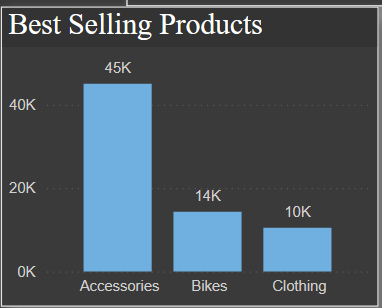 Best Selling Products
45K
40K
14K
20K
10K
0K
Accessories Bikes Clothing